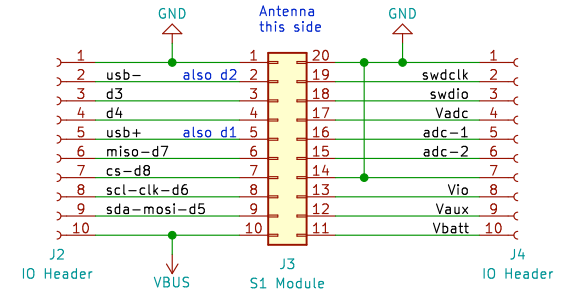 GND
Antenna
this side
GND
1 1 20 1
2 usb- also d2 2 19 swdclk 2
3 d3 3 18 swdio 3
4 d4 4 17 Vadc 4
5 usb+ also d1 5 16 adc-1 5
6 miso-d7 6 15 adc-2 6
7 cs-d8 7 14 7
8 scl-clk-d6 8 13 Vio 8
9 sda-mosi-d5 9 12 Vaux 9
10 10 11 Vbatt 10
J2
IO Header
VBUS
J3
S1 Module
J4
IO Header